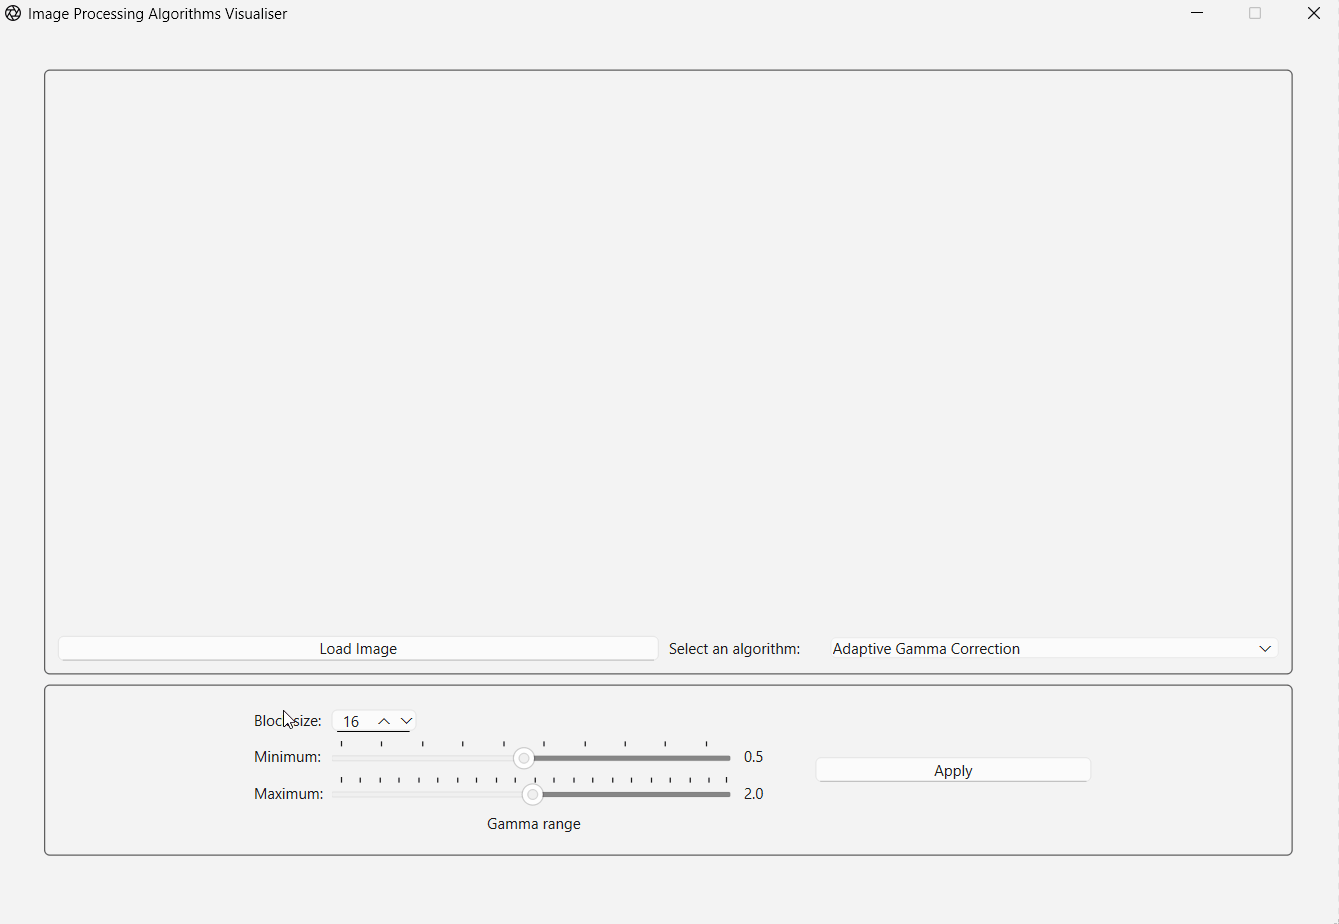 Image Processing Algorithms Visualiser
Load Image Select an algorithm: Adaptive Gamma Correction
Block size: 16
Minimum: 0.5
Maximum: 2.0
Apply
Gamma range